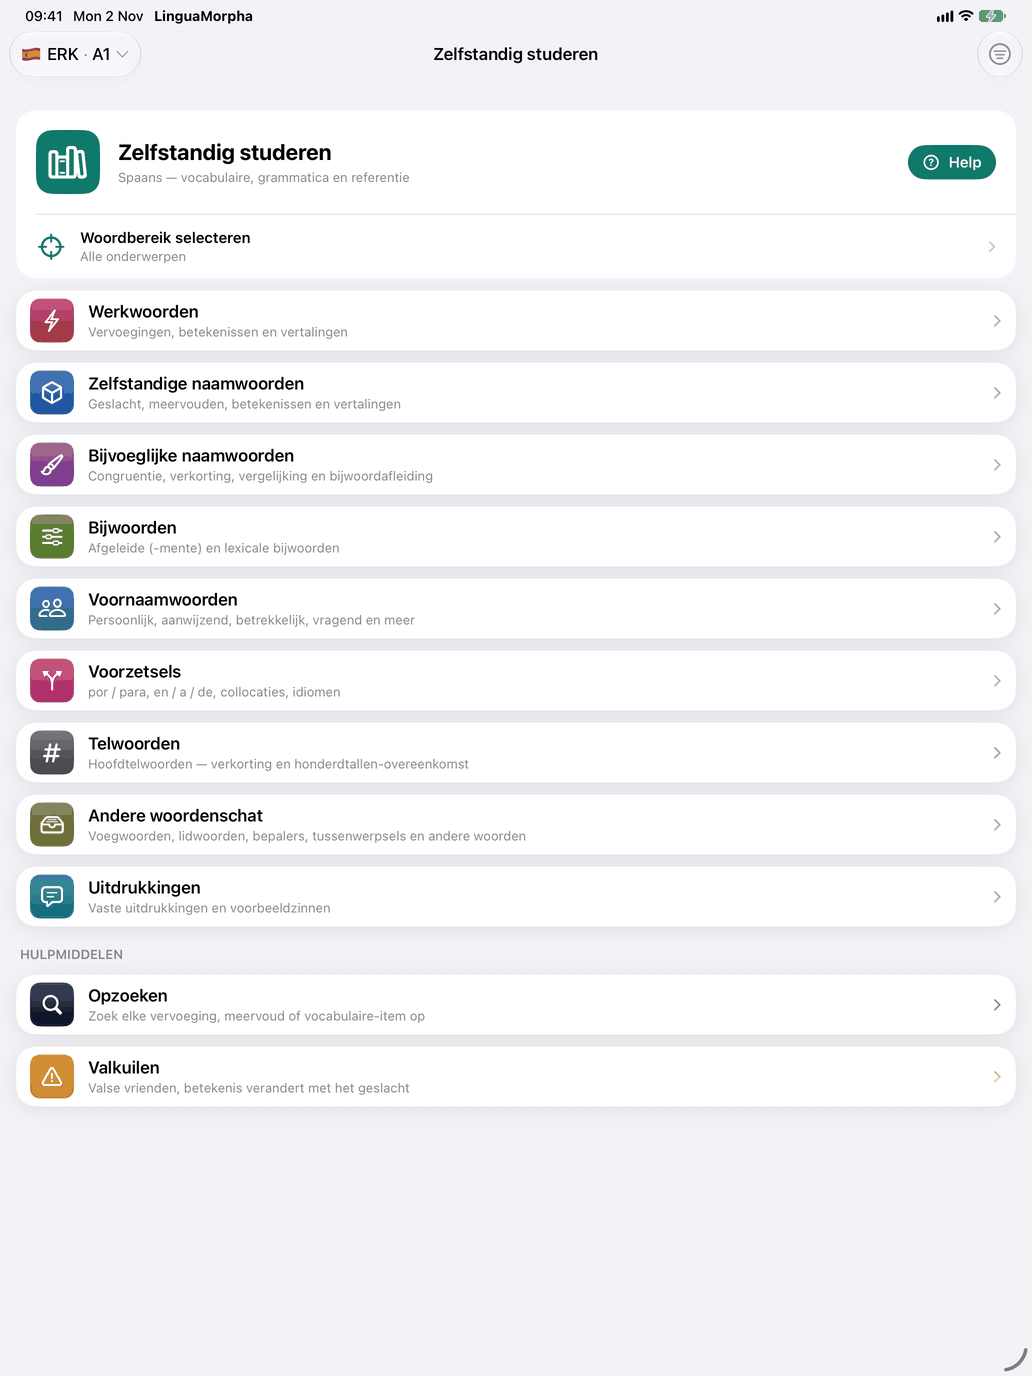 09:41 Mon 2 Nov LinguaMorpha
ERK · A1
Zelfstandig studeren
Zelfstandig studeren
Spaans — vocabulaire, grammatica en referentie
Help
Woordbereik selecteren
Alle onderwerpen
Werkwoorden
Vervoegingen, betekenissen en vertalingen
Zelfstandige naamwoorden
Geslacht, meervouden, betekenissen en vertalingen
Bijvoeglijke naamwoorden
Congruentie, verkorting, vergelijking en bijwoordafleiding
Bijwoorden
Afgeleide (-mente) en lexicale bijwoorden
Voornaamwoorden
Persoonlijk, aanwijzend, betrekkelijk, vragend en meer
Voorzetsels
por / para, en / a / de, collocaties, idiomen
Telwoorden
Hoofdtelwoorden — verkorting en honderdtallen-overeenkomst
Andere woordenschat
Voegwoorden, lidwoorden, bepalers, tussenwerpsels en andere woorden
Uitdrukkingen
Vaste uitdrukkingen en voorbeeldzinnen
HULPMIDDELEN
Opzoeken
Zoek elke vervoeging, meervoud of vocabulaire-item op
Valkuilen
Valse vrienden, betekenis verandert met het geslacht